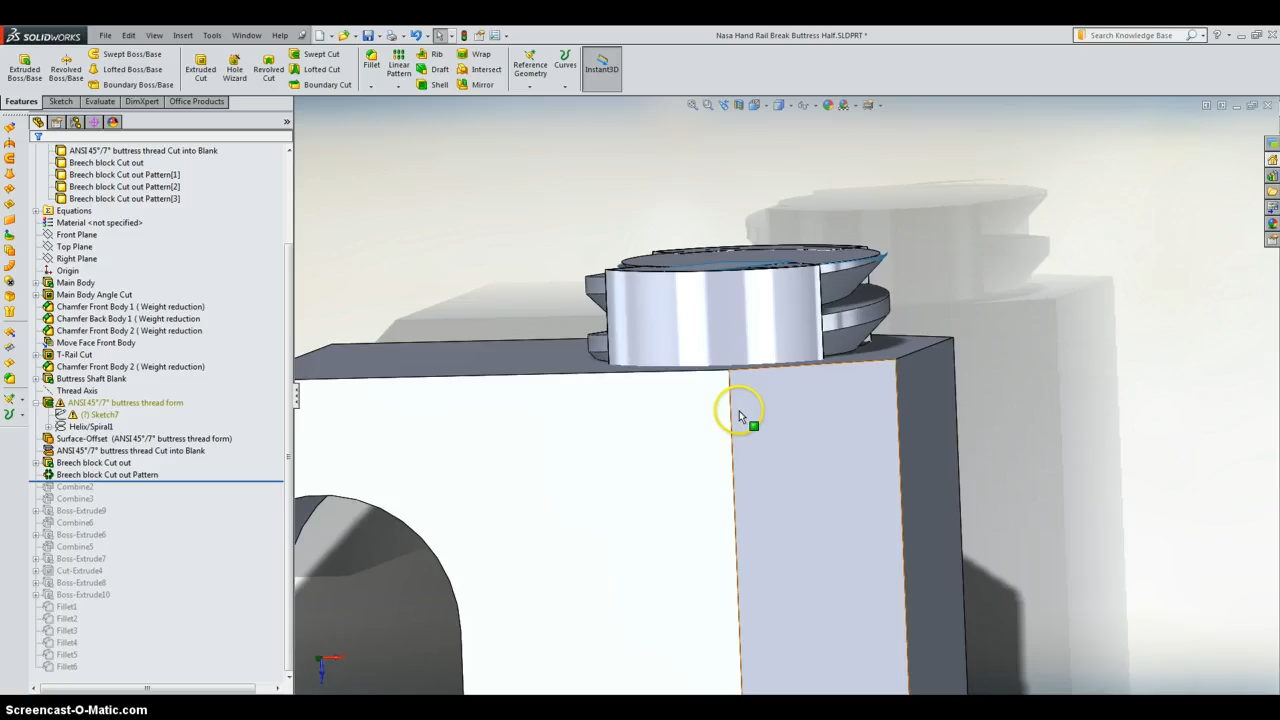 SOLIDWORKS File Edit View Insert Tools Window Help Nasa Hand Rail Break Buttress Half.SLDPRT * Search Knowledge Base
Extruded Boss/Base
Revolved Boss/Base
Swept Boss/Base
Lofted Boss/Base
Boundary Boss/Base
Extruded Cut
Hole Wizard
Revolved Cut
Swept Cut
Lofted Cut
Boundary Cut
Fillet
Linear Pattern
Rib
Draft
Shell
Wrap
Intersect
Mirror
Reference Geometry
Curves
Instant3D
Features Sketch Evaluate DimXpert Office Products
ANSI 45°/7° buttress thread Cut into Blank
Breech block Cut out
Breech block Cut out Pattern[1]
Breech block Cut out Pattern[2]
Breech block Cut out Pattern[3]
Equations
Material <not specified>
Front Plane
Top Plane
Right Plane
Origin
Main Body
Main Body Angle Cut
Chamfer Front Body 1 ( Weight reduction)
Chamfer Back Body 1 ( Weight reduction
Chamfer Front Body 2 ( Weight reduction
Move Face Front Body
T-Rail Cut
Chamfer Front Body 2 ( Weight reduction)
Buttress Shaft Blank
Thread Axis
ANSI 45°/7° buttress thread form
(?) Sketch7
Helix/Spiral1
Surface-Offset (ANSI 45°/7° buttress thread form)
ANSI 45°/7° buttress thread Cut into Blank
Breech block Cut out
Breech block Cut out Pattern
Combine2
Combine3
Boss-Extrude9
Combine6
Boss-Extrude6
Combine5
Boss-Extrude7
Cut-Extrude4
Boss-Extrude8
Boss-Extrude10
Fillet1
Fillet2
Fillet3
Fillet4
Fillet5
Fillet6
Screencast-O-Matic.com